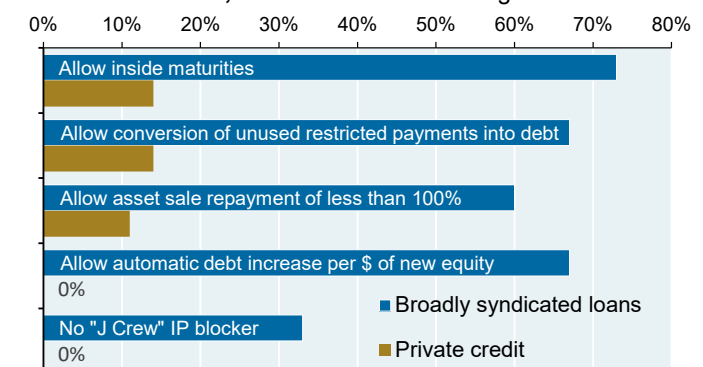 0% 10% 20% 30% 40% 50% 60% 70% 80%
Allow inside maturities
Allow conversion of unused restricted payments into debt
Allow asset sale repayment of less than 100%
Allow automatic debt increase per $ of new equity
0%
No "J Crew" IP blocker
0%
Broadly syndicated loans
Private credit